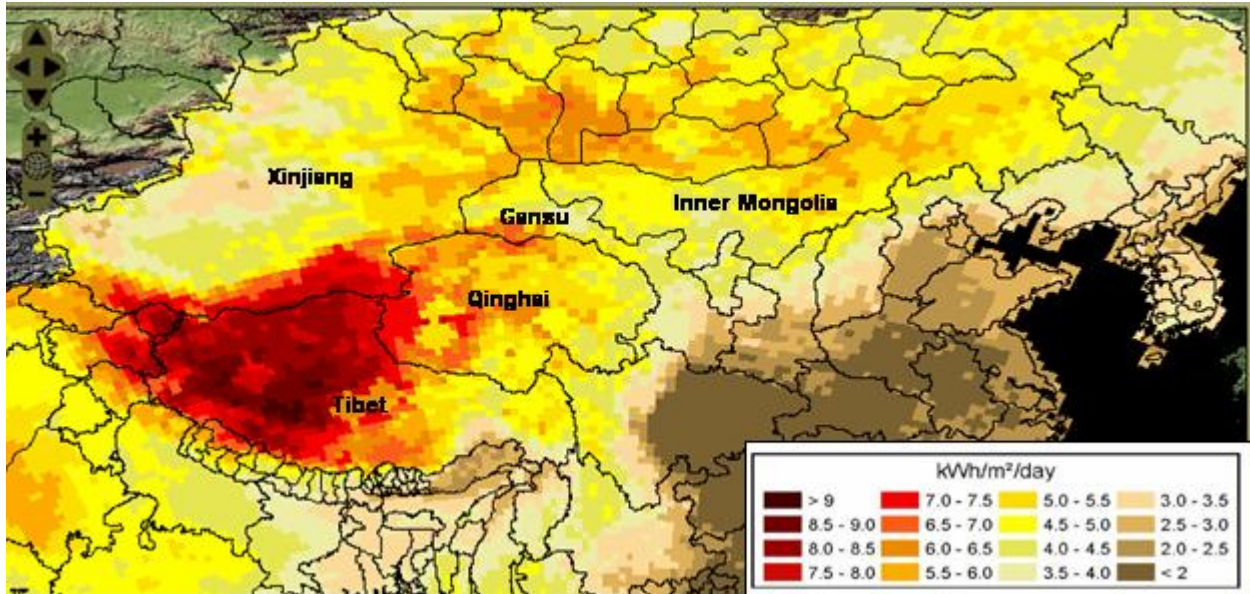 Xinjiang
Gansu
Inner Mongolia
Qinghai
Tibet
kWh/m²/day
> 9
8.5 - 9.0
8.0 - 8.5
7.5 - 8.0
7.0 - 7.5
6.5 - 7.0
6.0 - 6.5
5.5 - 6.0
5.0 - 5.5
4.5 - 5.0
4.0 - 4.5
3.5 - 4.0
3.0 - 3.5
2.5 - 3.0
2.0 - 2.5
< 2